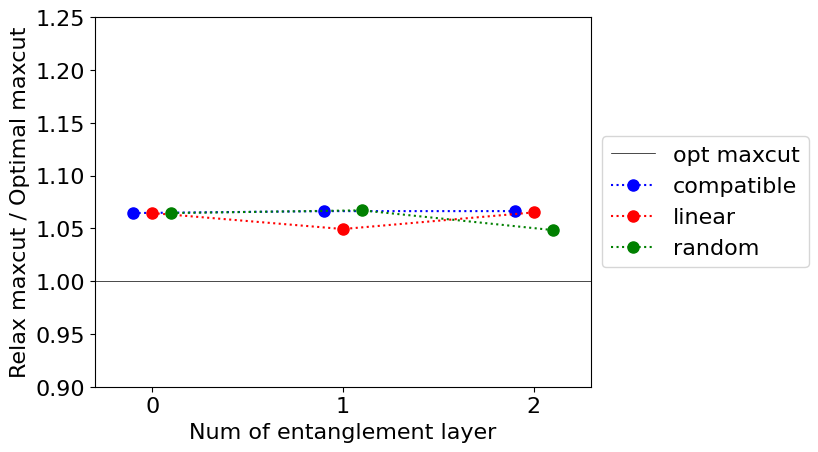 Relax maxcut / Optimal maxcut
1.25
1.20
1.15
1.10
1.05
1.00
0.95
0.90
0 1 2
Num of entanglement layer
opt maxcut
compatible
linear
random